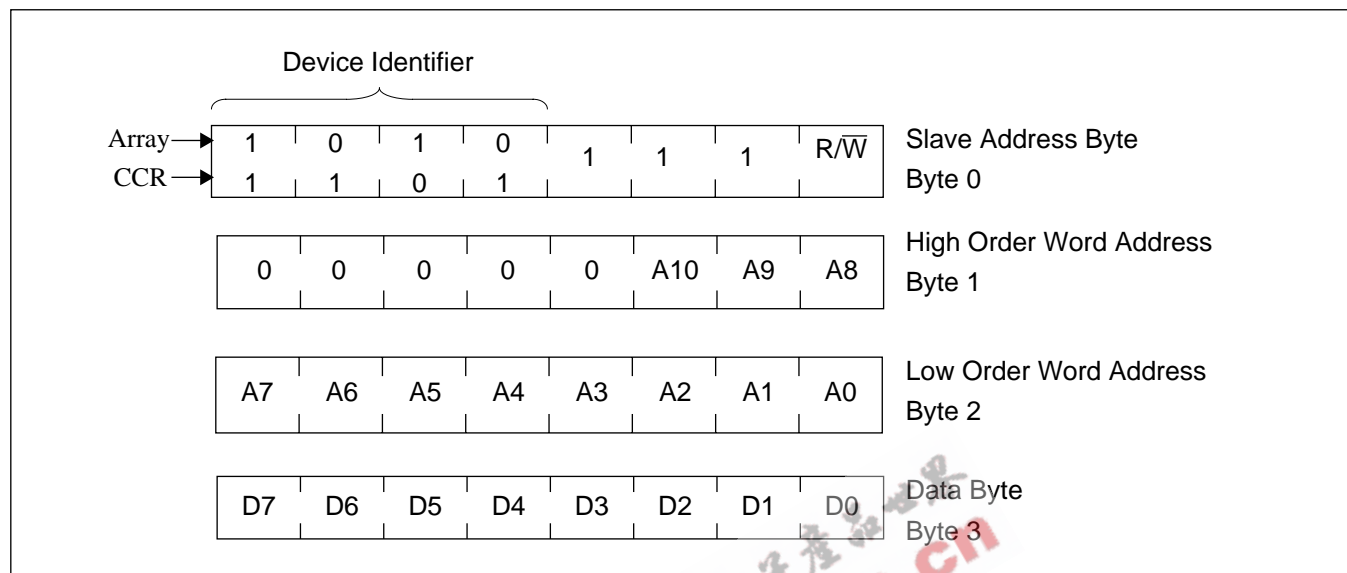 Device Identifier
Array 1 0 1 0 1 1 1 R/W̅ Slave Address Byte
CCR 1 1 0 1 Byte 0
0 0 0 0 0 A10 A9 A8 High Order Word Address
Byte 1
A7 A6 A5 A4 A3 A2 A1 A0 Low Order Word Address
Byte 2
D7 D6 D5 D4 D3 D2 D1 D0 Data Byte
Byte 3
cn